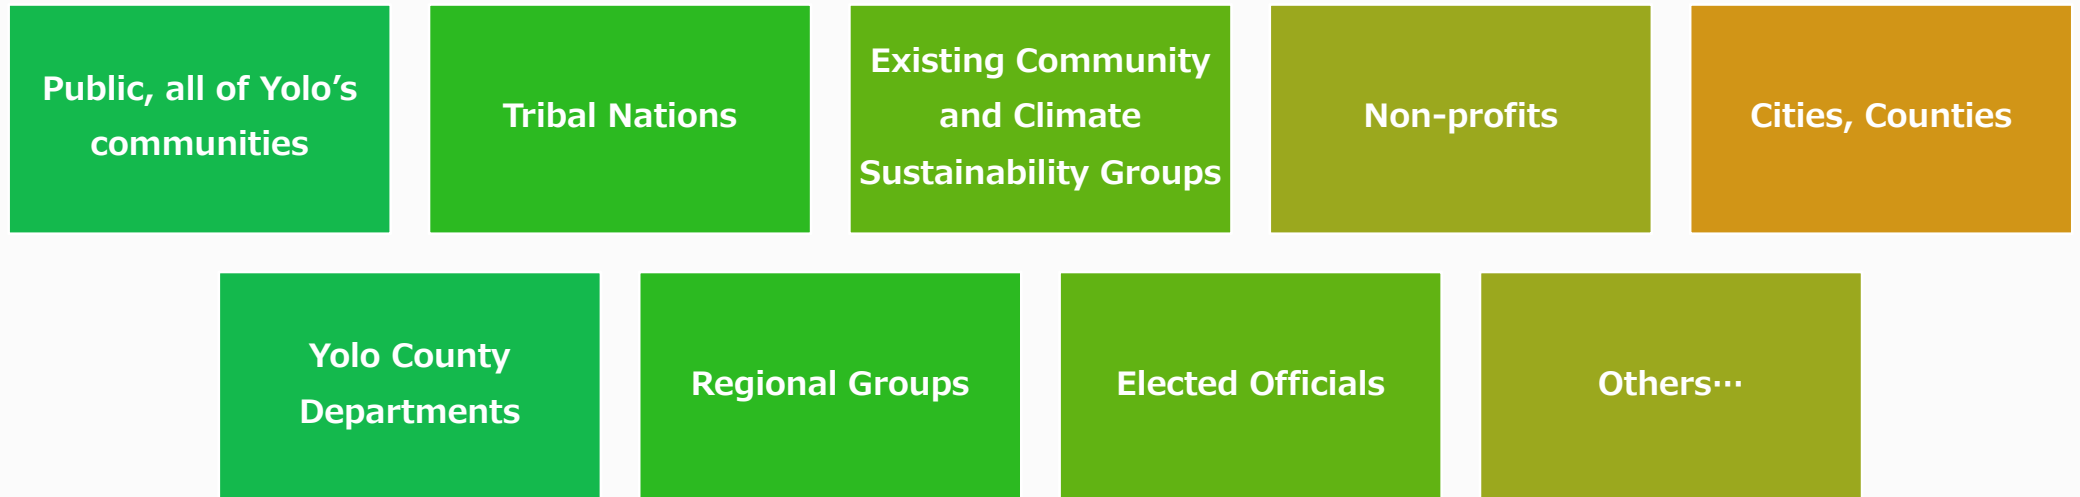 Public, all of Yolo’s
communities
Tribal Nations
Existing Community
and Climate
Sustainability Groups
Non-profits
Cities, Counties
Yolo County
Departments
Regional Groups
Elected Officials
Others…